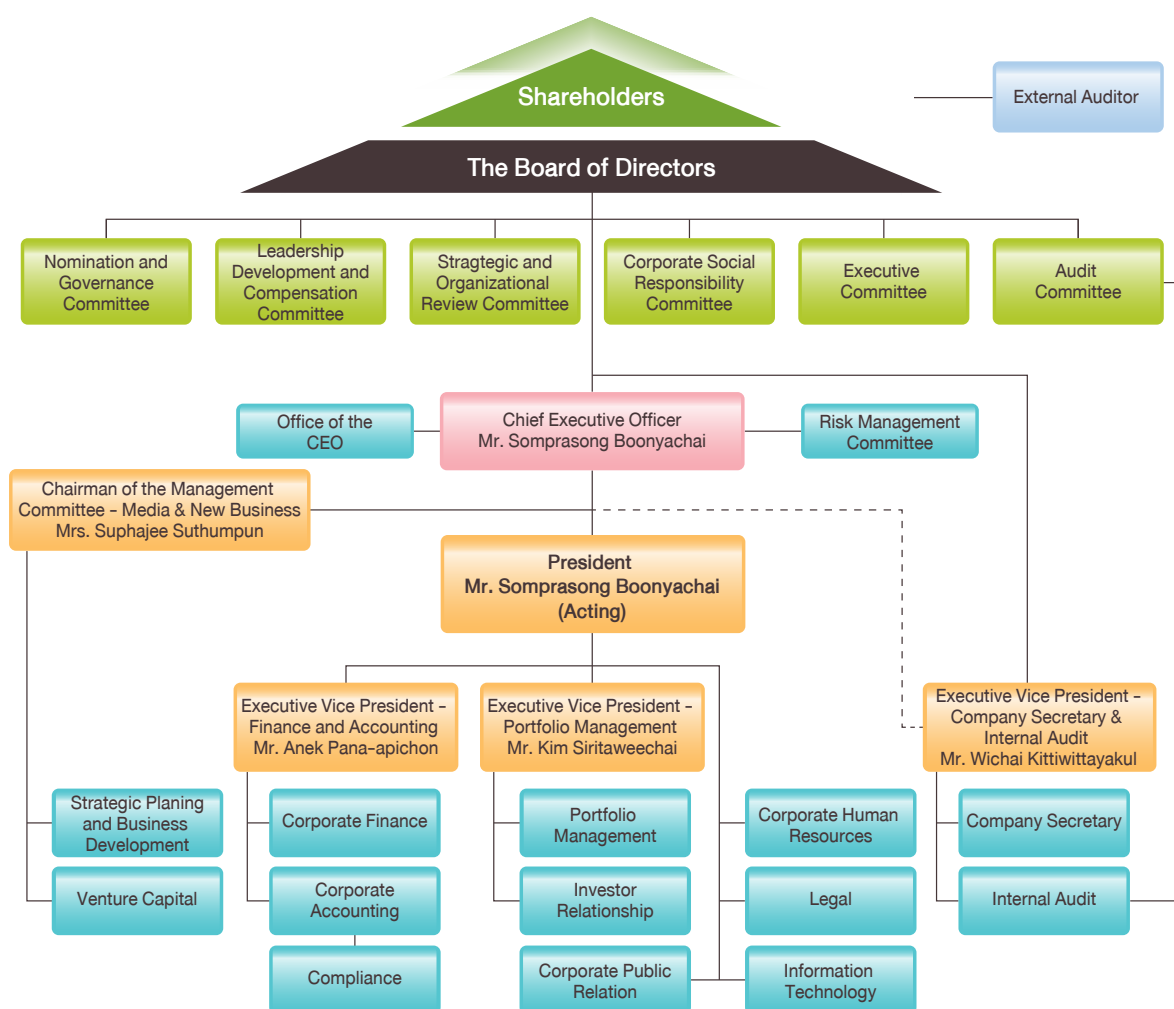 Shareholders
External Auditor
The Board of Directors
Nomination and
Governance
Committee
Leadership
Development and
Compensation
Committee
Stragtegic and
Organizational
Review Committee
Corporate Social
Responsibility
Committee
Executive
Committee
Audit
Committee
Office of the
CEO
Chief Executive Officer
Mr. Somprasong Boonyachai
Risk Management
Committee
Chairman of the Management
Committee - Media & New Business
Mrs. Suphajee Suthumpun
President
Mr. Somprasong Boonyachai
(Acting)
Executive Vice President -
Finance and Accounting
Mr. Anek Pana-apichon
Executive Vice President -
Portfolio Management
Mr. Kim Siritaweechai
Executive Vice President -
Company Secretary &
Internal Audit
Mr. Wichai Kittiwittayakul
Strategic Planing
and Business
Development
Corporate Finance
Portfolio
Management
Corporate Human
Resources
Company Secretary
Venture Capital
Corporate
Accounting
Investor
Relationship
Legal
Internal Audit
Compliance
Corporate Public
Relation
Information
Technology